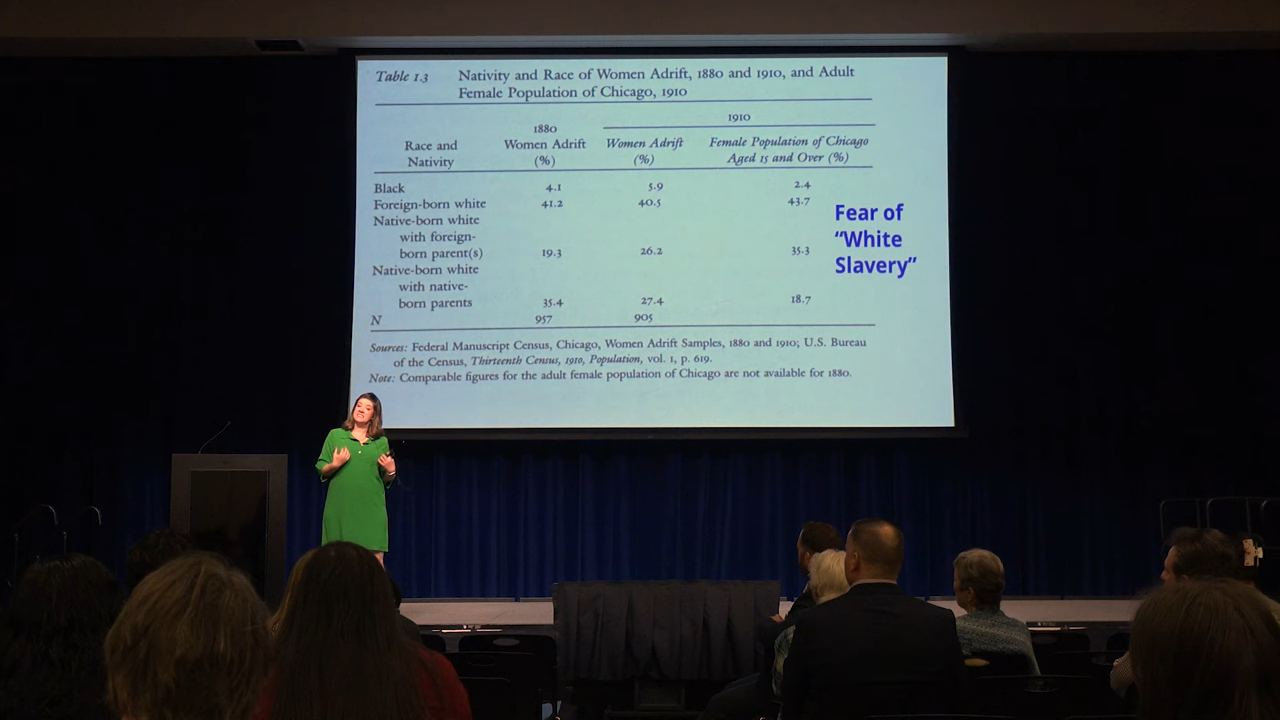 Table 1.3 Nativity and Race of Women Adrift, 1880 and 1910, and Adult
Female Population of Chicago, 1910
1910
1880
Race and Women Adrift Women Adrift Female Population of Chicago
Nativity (%) (%) Aged 15 and Over (%)
Black 4.1 5.9 2.4
Foreign-born white 41.2 40.5 43.7
Native-born white
with foreign-
born parent(s) 19.3 26.2 35.3
Native-born white
with native-
born parents 35.4 27.4 18.7
N 957 905
Fear of
“White
Slavery”
Sources: Federal Manuscript Census, Chicago, Women Adrift Samples, 1880 and 1910; U.S. Bureau
of the Census, Thirteenth Census, 1910, Population, vol. 1, p. 619.
Note: Comparable figures for the adult female population of Chicago are not available for 1880.